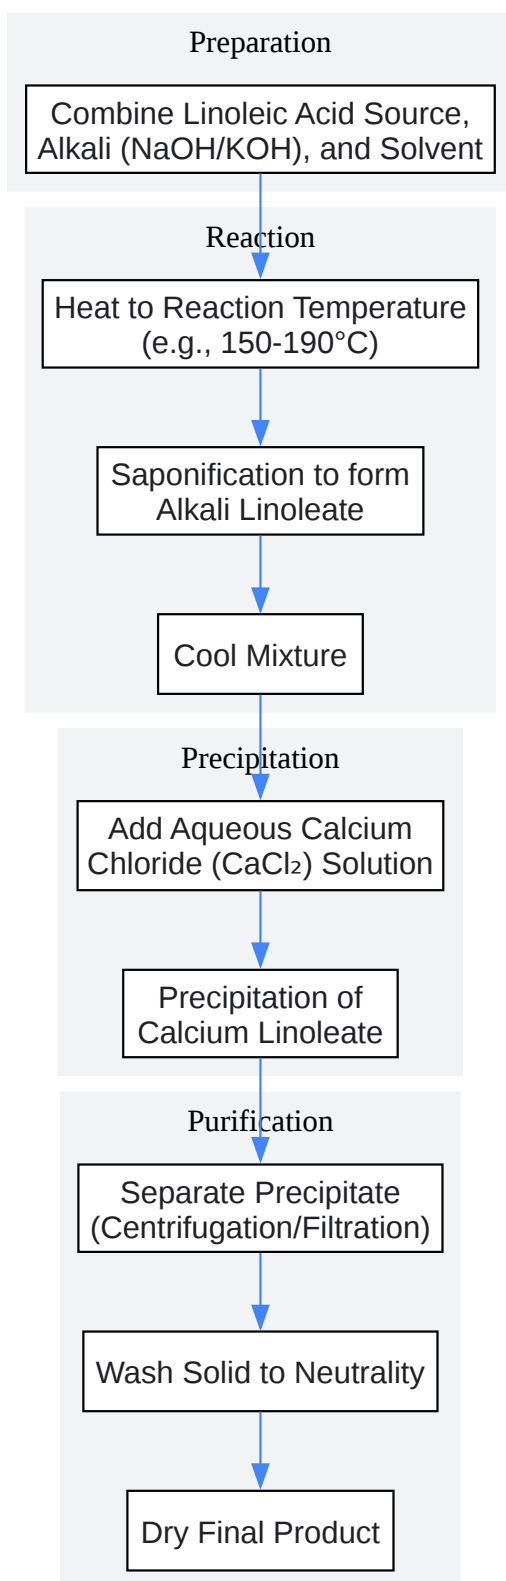 Preparation
Combine Linoleic Acid Source,
Alkali (NaOH/KOH), and Solvent
Reaction
Heat to Reaction Temperature
(e.g., 150-190°C)
Saponification to form
Alkali Linoleate
Cool Mixture
Precipitation
Add Aqueous Calcium
Chloride (CaCl₂) Solution
Precipitation of
Calcium Linoleate
Purification
Separate Precipitate
(Centrifugation/Filtration)
Wash Solid to Neutrality
Dry Final Product